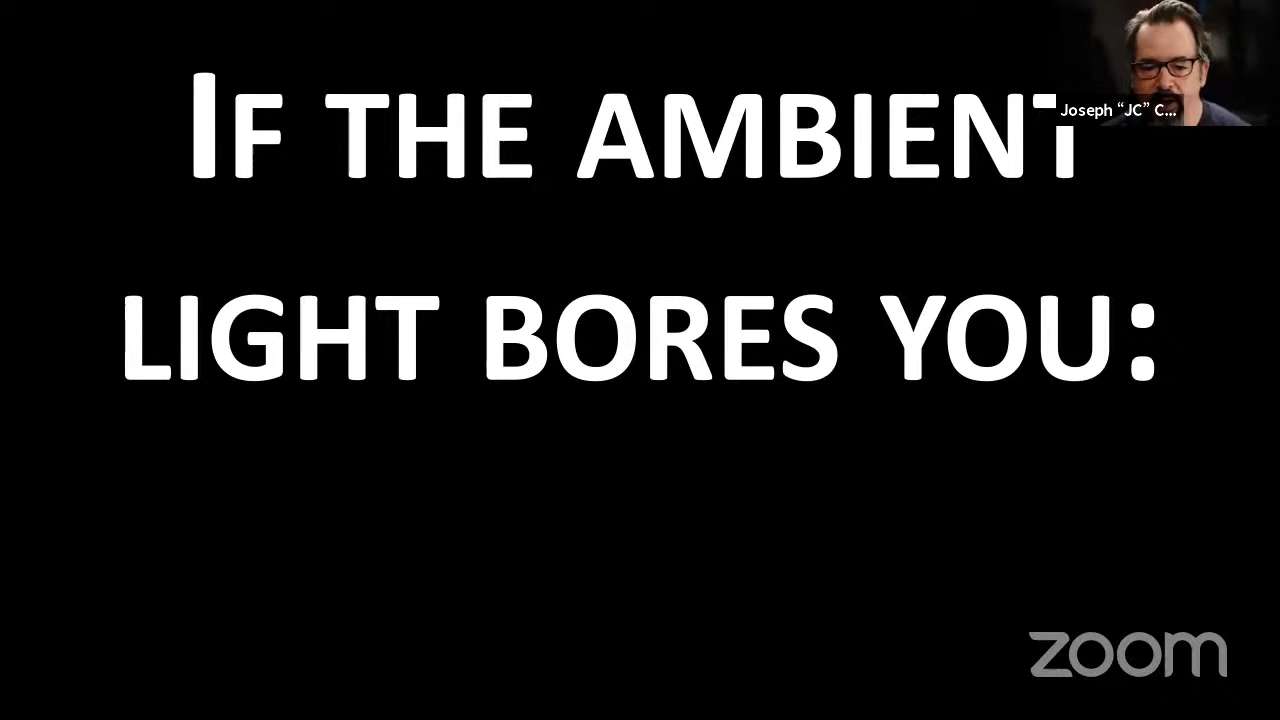 IF THE AMBIENT
LIGHT BORES YOU:
Joseph “JC” C...
zoom